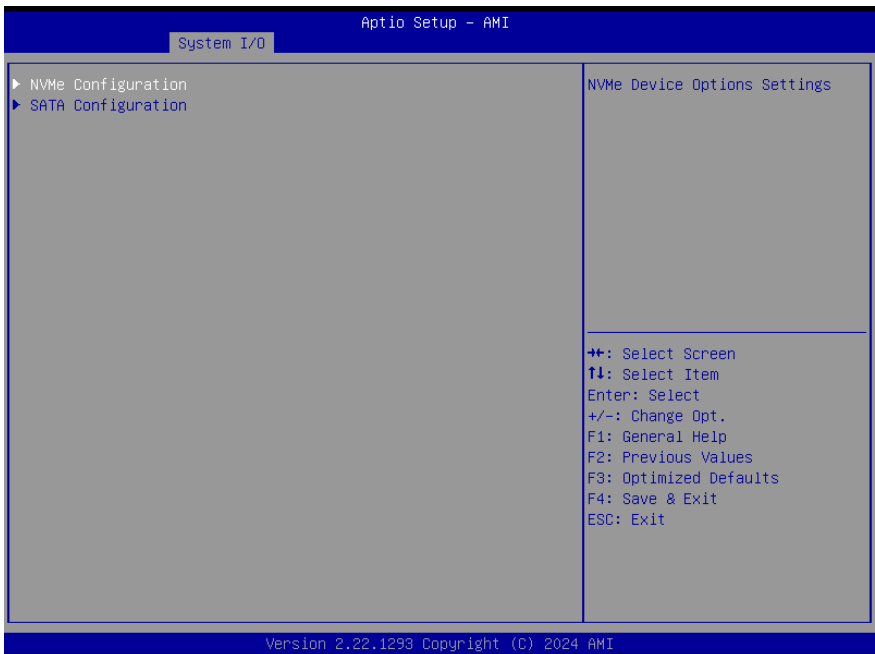 Aptio Setup – AMI
System I/O
▶ NVMe Configuration
▶ SATA Configuration
NVMe Device Options Settings
→←: Select Screen
↑↓: Select Item
Enter: Select
+/-: Change Opt.
F1: General Help
F2: Previous Values
F3: Optimized Defaults
F4: Save & Exit
ESC: Exit
Version 2.22.1293 Copyright (C) 2024 AMI